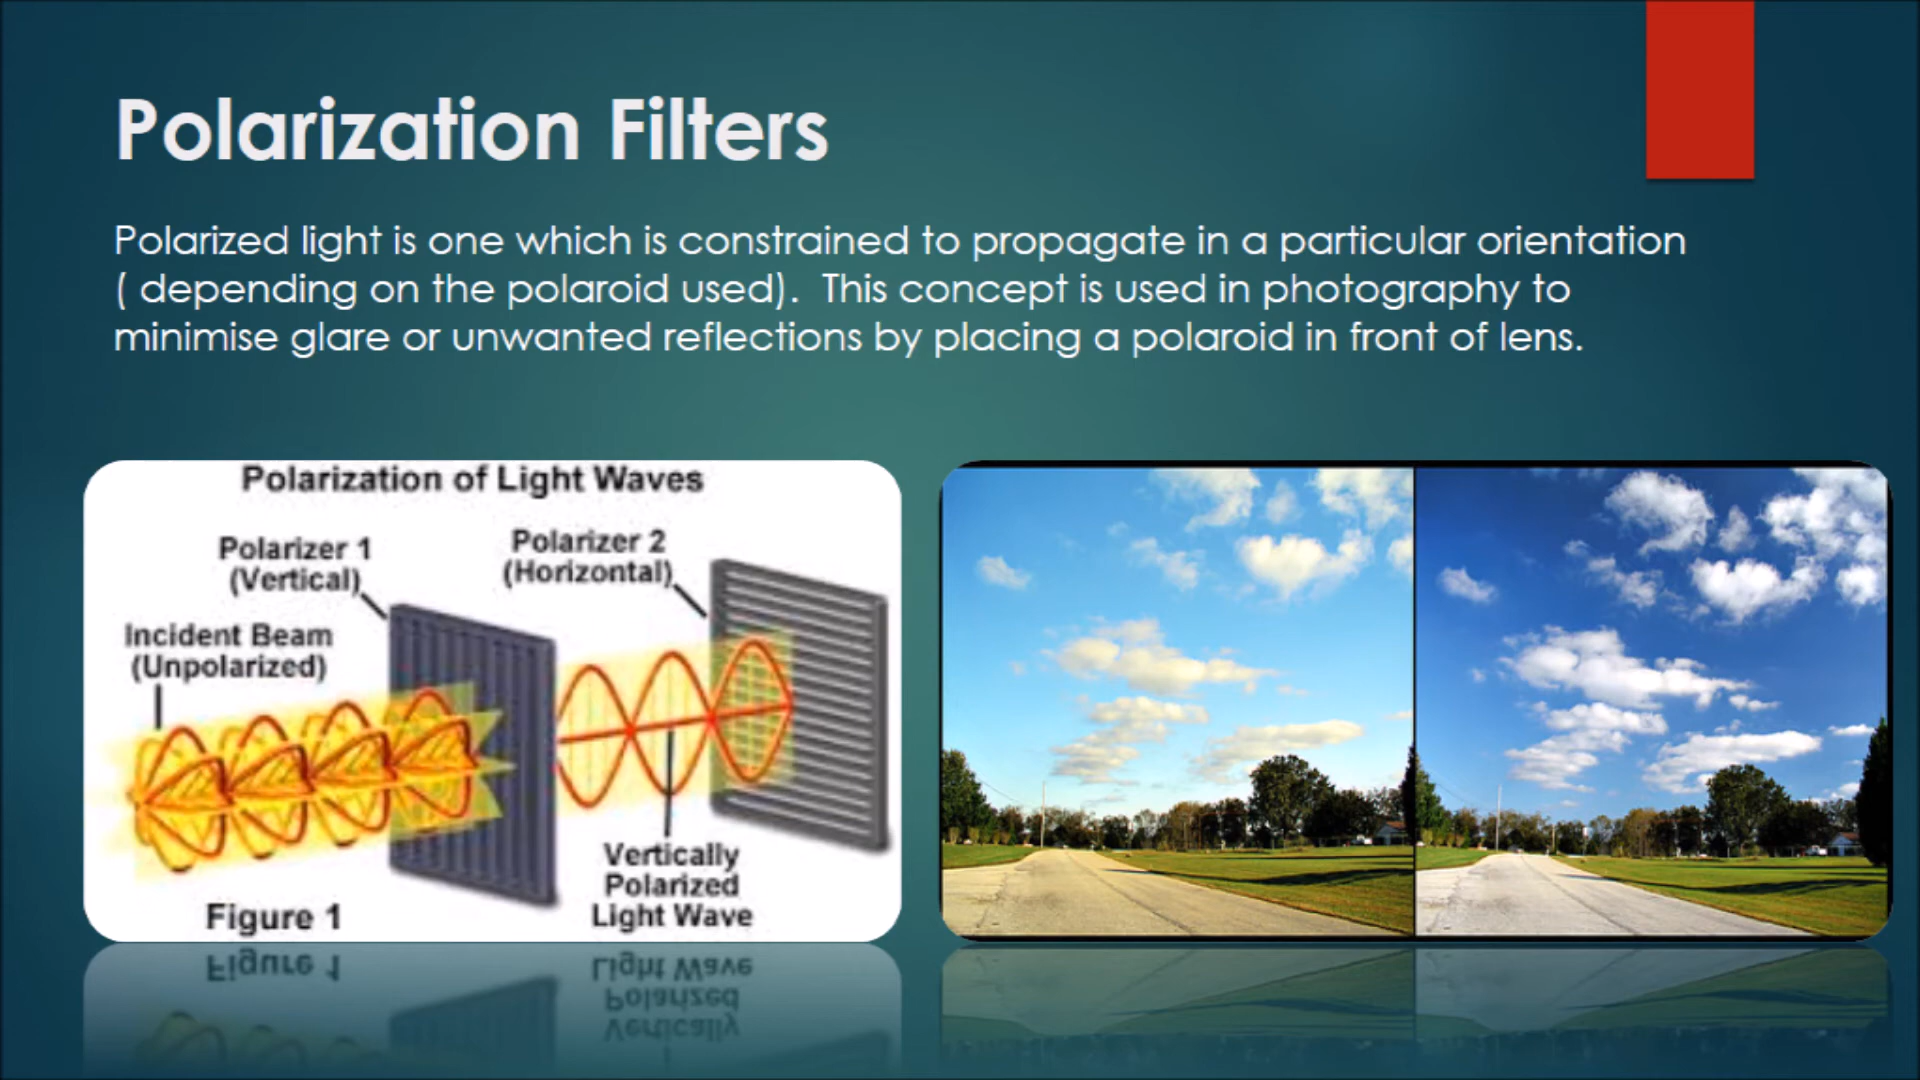 Polarization Filters
Polarized light is one which is constrained to propagate in a particular orientation
( depending on the polaroid used).  This concept is used in photography to
minimise glare or unwanted reflections by placing a polaroid in front of lens.
Polarization of Light Waves
Polarizer 1
(Vertical)
Polarizer 2
(Horizontal)
Incident Beam
(Unpolarized)
Vertically
Polarized
Light Wave
Figure 1